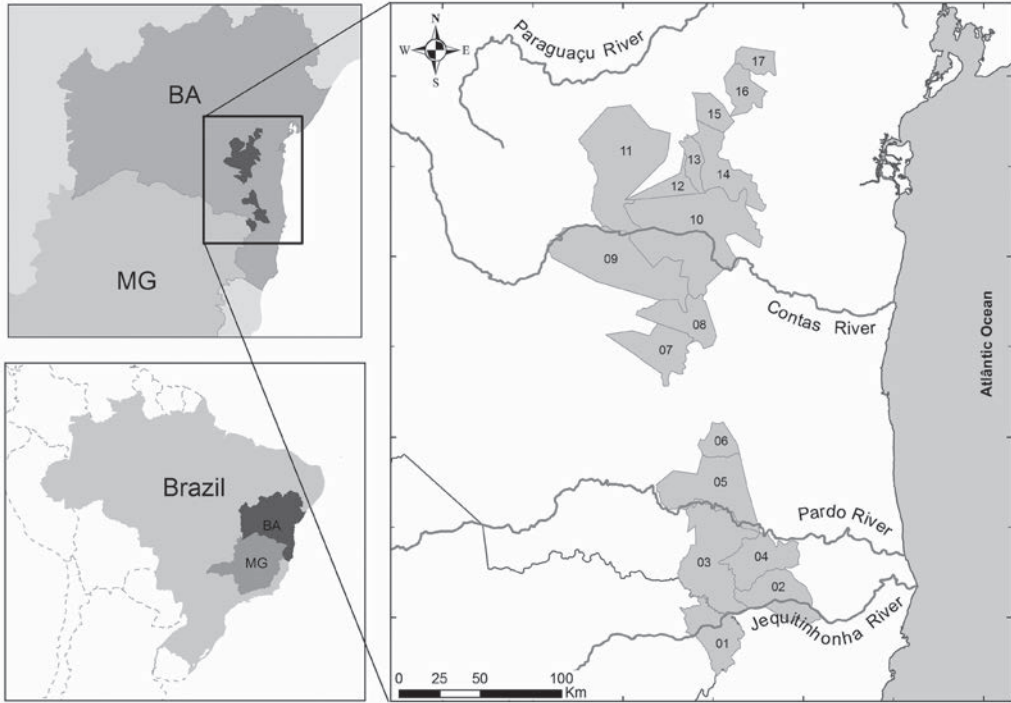 BA
MG
Brazil
BA
MG
N
W
E
S
Paraguaçu River
17
16
15
11
13
14
12
10
09
Contas River
08
07
Atlântic Ocean
06
05
Pardo River
04
03
02
Jequitinhonha River
01
0 25 50 100
Km